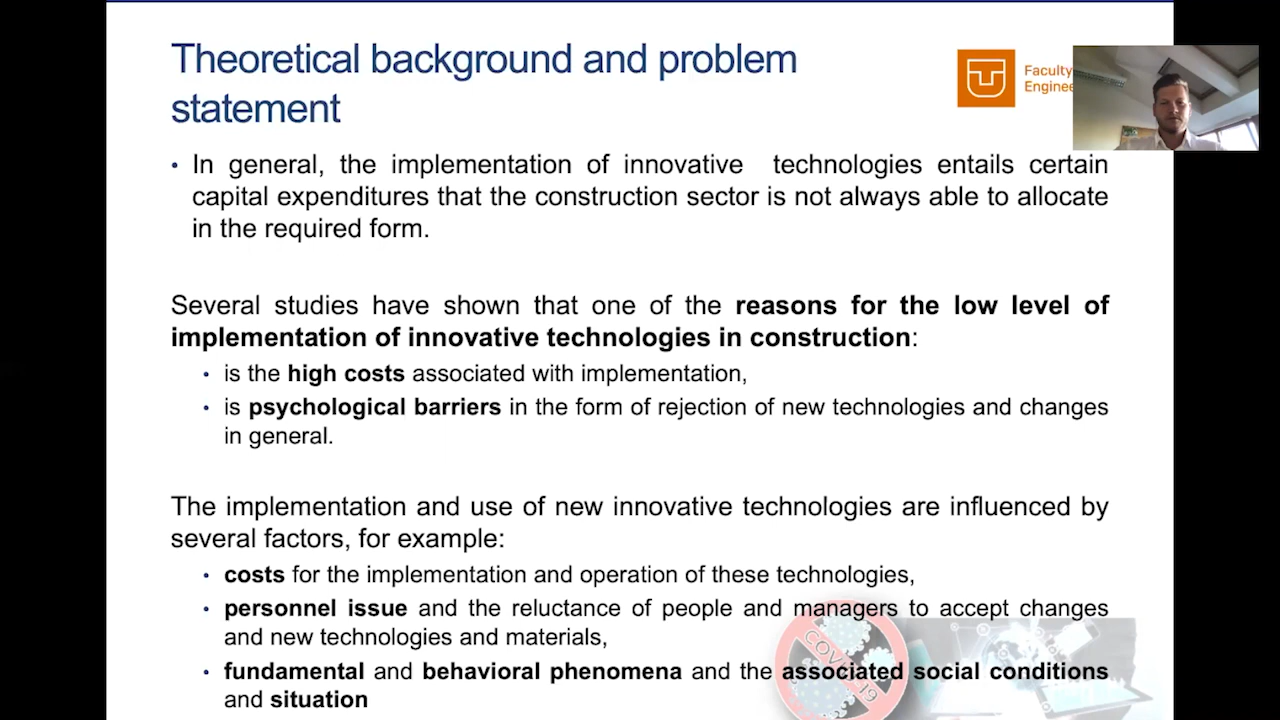 Theoretical background and problem
statement
Faculty
Enginee
• In general, the implementation of innovative technologies entails certain
capital expenditures that the construction sector is not always able to allocate
in the required form.
Several studies have shown that one of the reasons for the low level of
implementation of innovative technologies in construction:
• is the high costs associated with implementation,
• is psychological barriers in the form of rejection of new technologies and changes
in general.
The implementation and use of new innovative technologies are influenced by
several factors, for example:
• costs for the implementation and operation of these technologies,
• personnel issue and the reluctance of people and managers to accept changes
and new technologies and materials,
• fundamental and behavioral phenomena and the associated social conditions
and situation
COVID-19